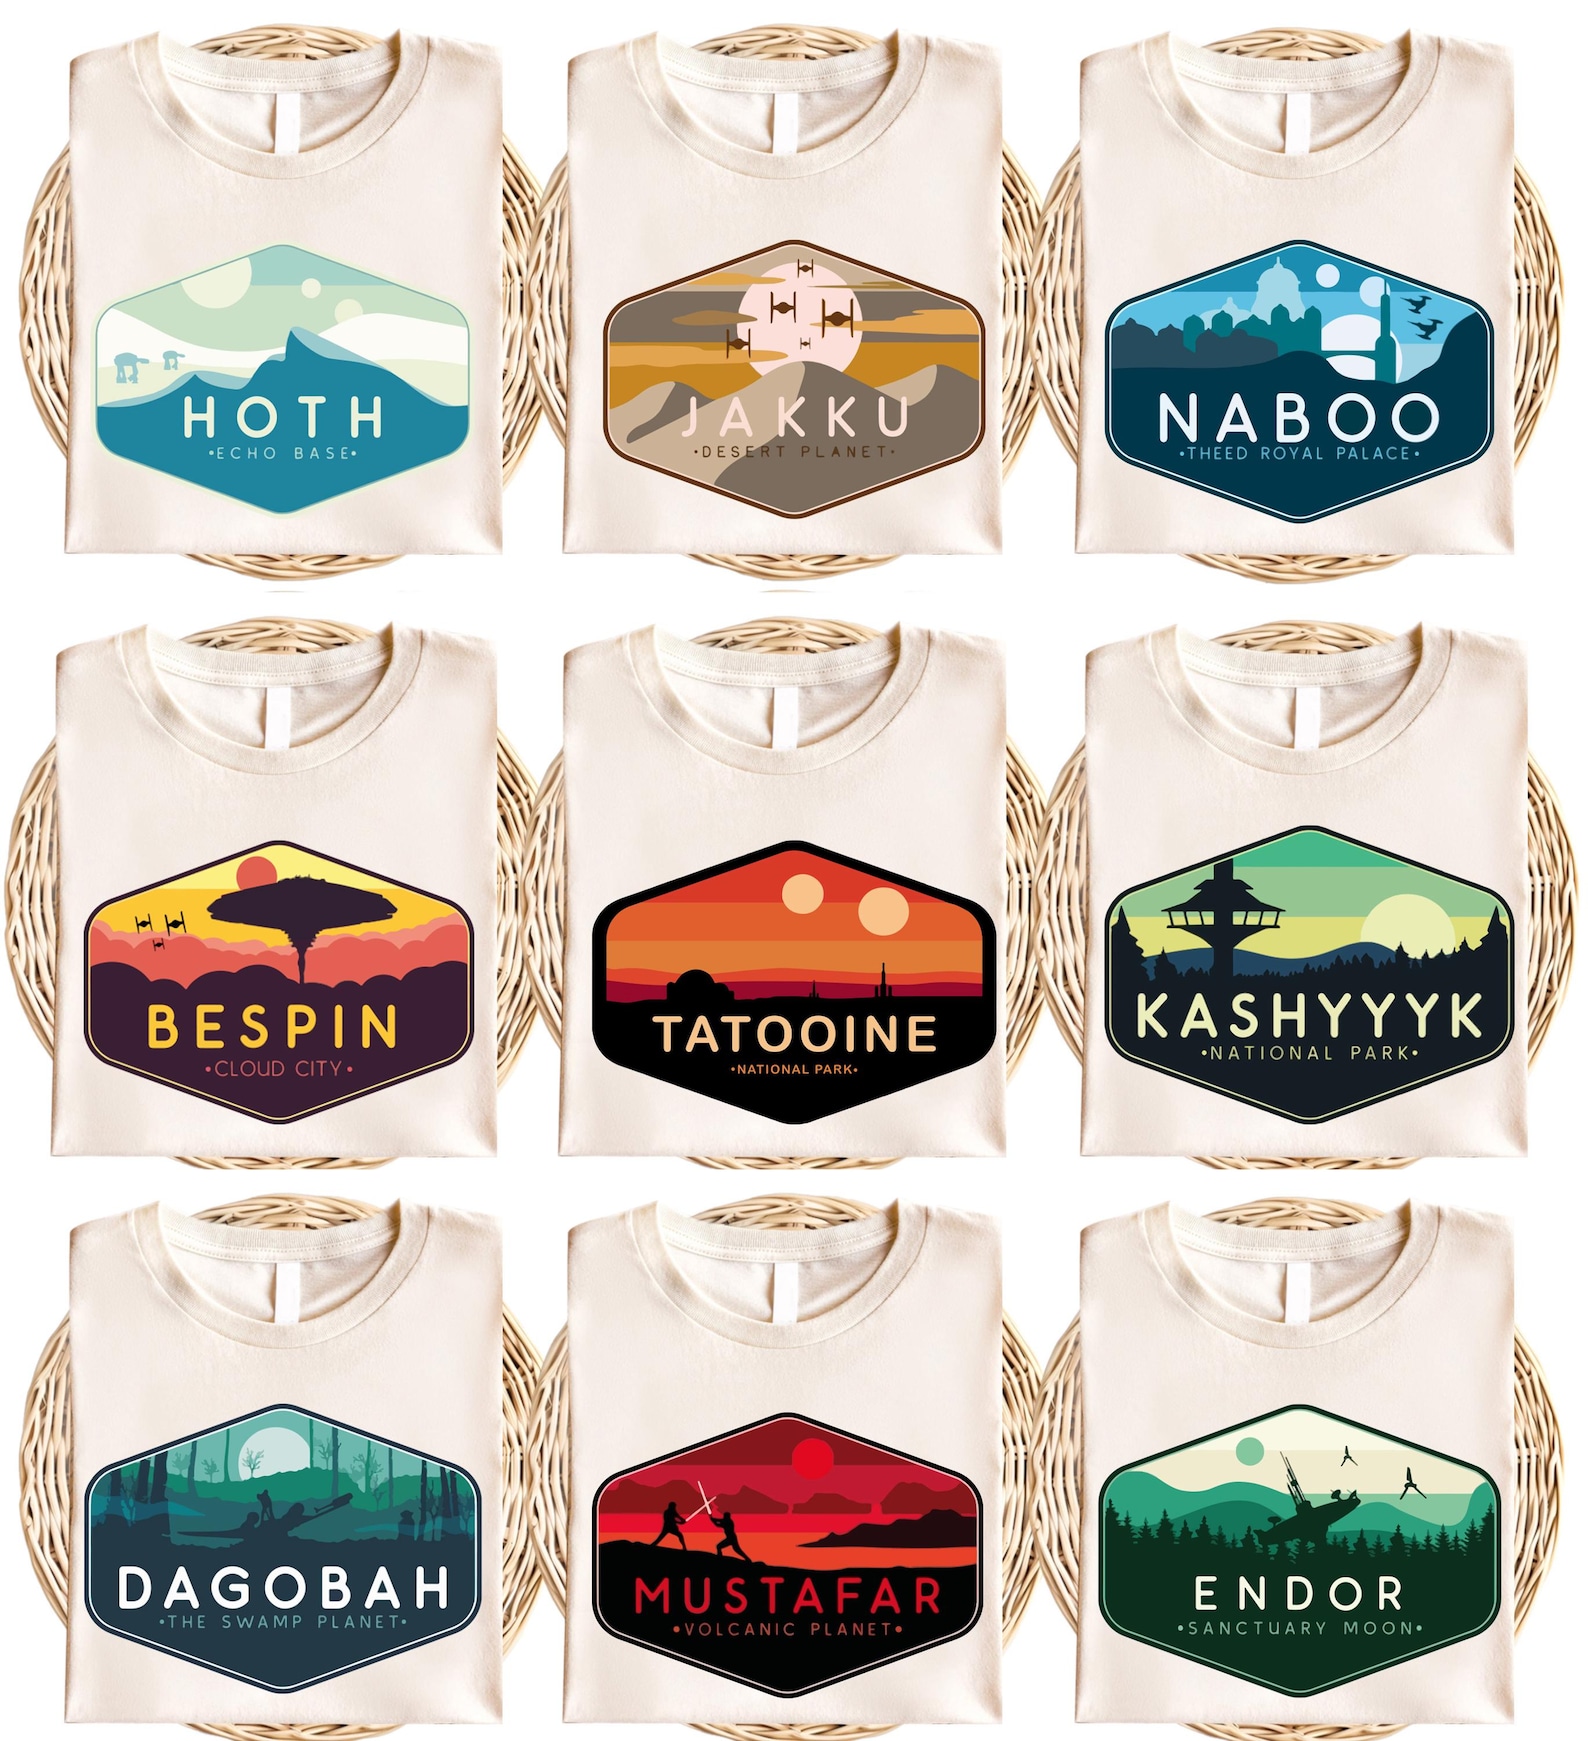 HOTH
•ECHO BASE•
JAKKU
•DESERT PLANET•
NABOO
•THEED ROYAL PALACE•
BESPIN
•CLOUD CITY•
TATOOINE
•NATIONAL PARK•
KASHYYYK
•NATIONAL PARK•
DAGOBAH
•THE SWAMP PLANET•
MUSTAFAR
•VOLCANIC PLANET•
ENDOR
•SANCTUARY MOON•